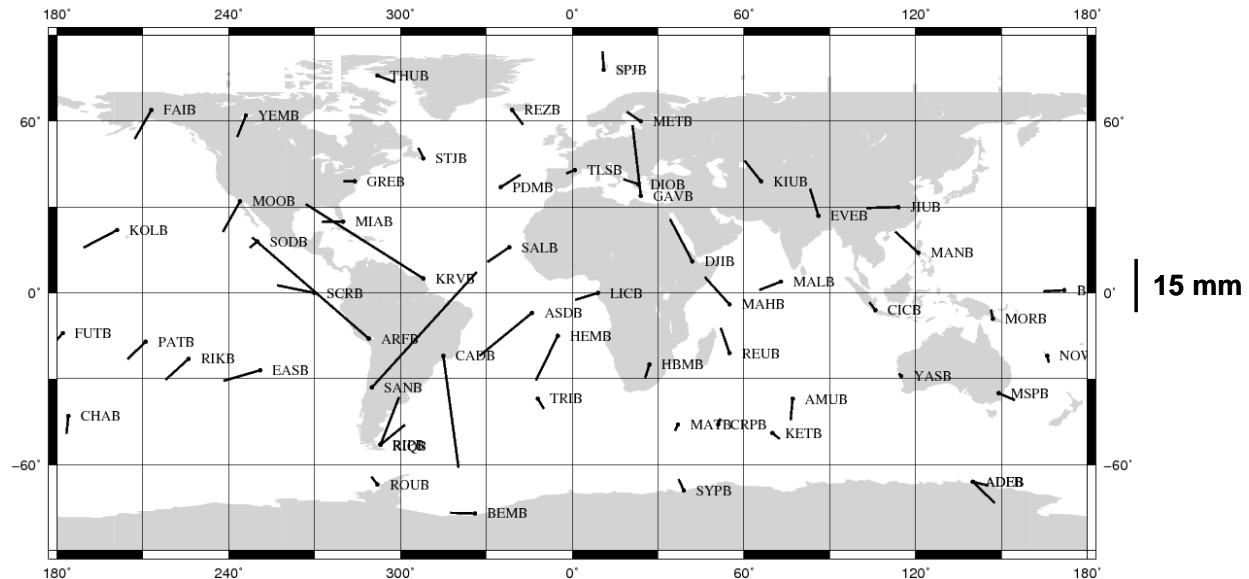 180˚ 240˚ 300˚ 0˚ 60˚ 120˚ 180˚
SPJB
THUB
FAIB YEMB REZB
60˚ METB 60˚
STJB
TLSB
GREB PDMB DIOB KIUB
GAVB
MOOB MIAB EVEB JIUB
KOLB SODB SALB MANB
DJIB
KRVB MALB
0˚ SCRB LICB MAHB B 0˚ 15 mm
ASDB CICB MORB
FUTB PATB ARFB HEMB
RIKB CADB REUB NOV
EASB HBMB YASB
SANB TRIB AMUB MSPB
CHAB MATB CRPB KETB
−60˚ −60˚
ROUB SYPB
BEMB
180˚ 240˚ 300˚ 0˚ 60˚ 120˚ 180˚